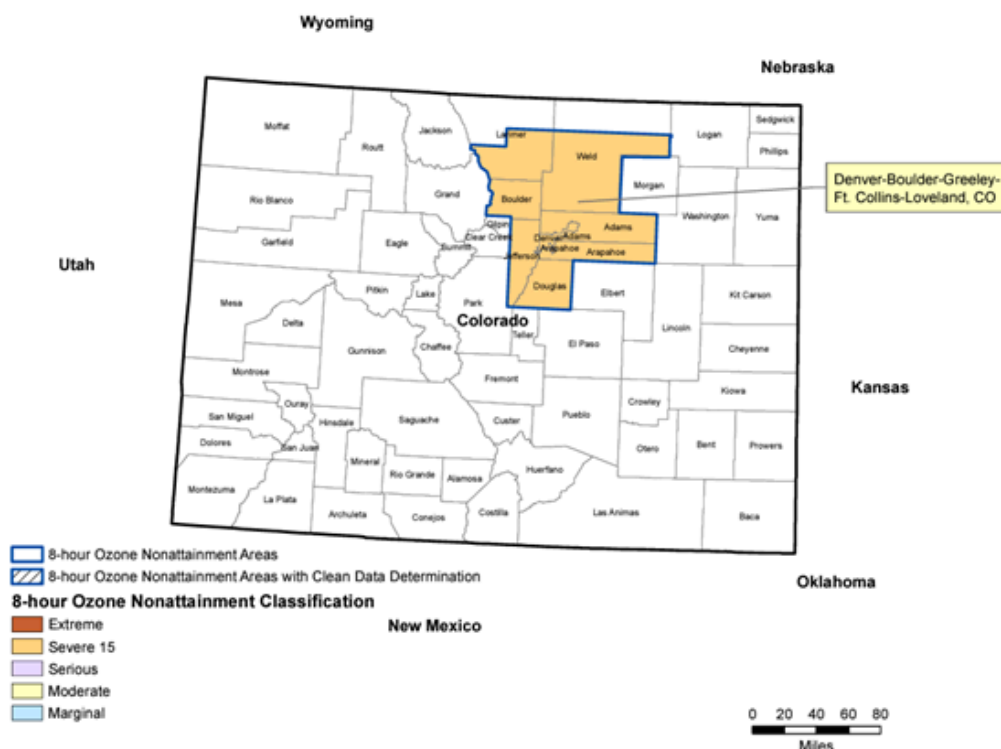 Wyoming
Nebraska
Moffat
Routt
Jackson
Larimer
Weld
Logan
Sedgwick
Phillips
Morgan
Denver-Boulder-Greeley-
Ft. Collins-Loveland, CO
Rio Blanco
Grand
Boulder
Washington
Yuma
Garfield
Eagle
Summit
Gilpin
Clear Creek
Jefferson
Denver
Adams
Adams
Arapahoe
Arapahoe
Utah
Pitkin
Lake
Park
Douglas
Elbert
Kit Carson
Mesa
Delta
Colorado
Lincoln
Gunnison
Chaffee
Teller
El Paso
Cheyenne
Montrose
Fremont
Kiowa
Kansas
Ouray
San Miguel
Hinsdale
Saguache
Custer
Pueblo
Crowley
Dolores
San Juan
Otero
Bent
Prowers
Mineral
Rio Grande
Alamosa
Huerfano
Montezuma
La Plata
Archuleta
Conejos
Costilla
Las Animas
Baca
8-hour Ozone Nonattainment Areas
8-hour Ozone Nonattainment Areas with Clean Data Determination
Oklahoma
8-hour Ozone Nonattainment Classification
New Mexico
Extreme
Severe 15
Serious
Moderate
Marginal
0 20 40 60 80
Miles